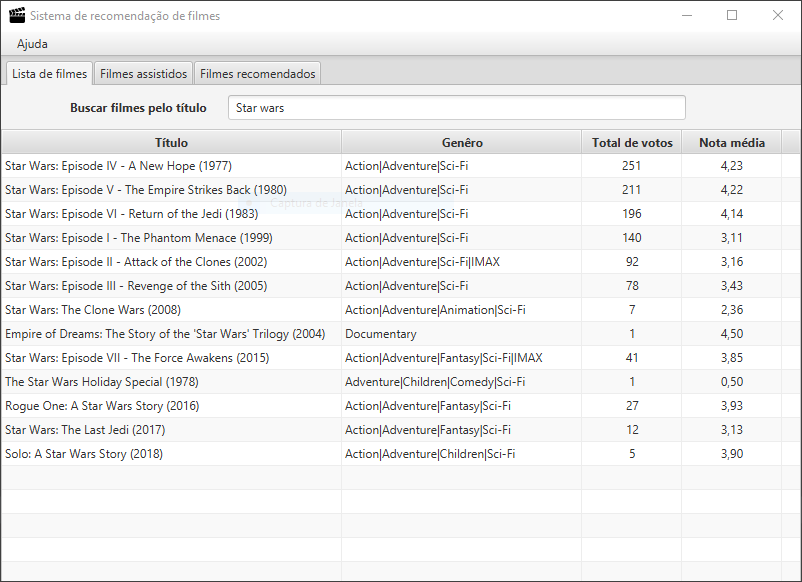 Sistema de recomendação de filmes
Ajuda
Lista de filmes Filmes assistidos Filmes recomendados
Buscar filmes pelo título Star wars
Título Genêro Total de votos Nota média
Star Wars: Episode IV - A New Hope (1977) Action|Adventure|Sci-Fi 251 4,23
Star Wars: Episode V - The Empire Strikes Back (1980) Action|Adventure|Sci-Fi 211 4,22
Captura de Janela
Star Wars: Episode VI - Return of the Jedi (1983) Action|Adventure|Sci-Fi 196 4,14
Star Wars: Episode I - The Phantom Menace (1999) Action|Adventure|Sci-Fi 140 3,11
Star Wars: Episode II - Attack of the Clones (2002) Action|Adventure|Sci-Fi|IMAX 92 3,16
Star Wars: Episode III - Revenge of the Sith (2005) Action|Adventure|Sci-Fi 78 3,43
Star Wars: The Clone Wars (2008) Action|Adventure|Animation|Sci-Fi 7 2,36
Empire of Dreams: The Story of the 'Star Wars' Trilogy (2004) Documentary 1 4,50
Star Wars: Episode VII - The Force Awakens (2015) Action|Adventure|Fantasy|Sci-Fi|IMAX 41 3,85
The Star Wars Holiday Special (1978) Adventure|Children|Comedy|Sci-Fi 1 0,50
Rogue One: A Star Wars Story (2016) Action|Adventure|Fantasy|Sci-Fi 27 3,93
Star Wars: The Last Jedi (2017) Action|Adventure|Fantasy|Sci-Fi 12 3,13
Solo: A Star Wars Story (2018) Action|Adventure|Children|Sci-Fi 5 3,90